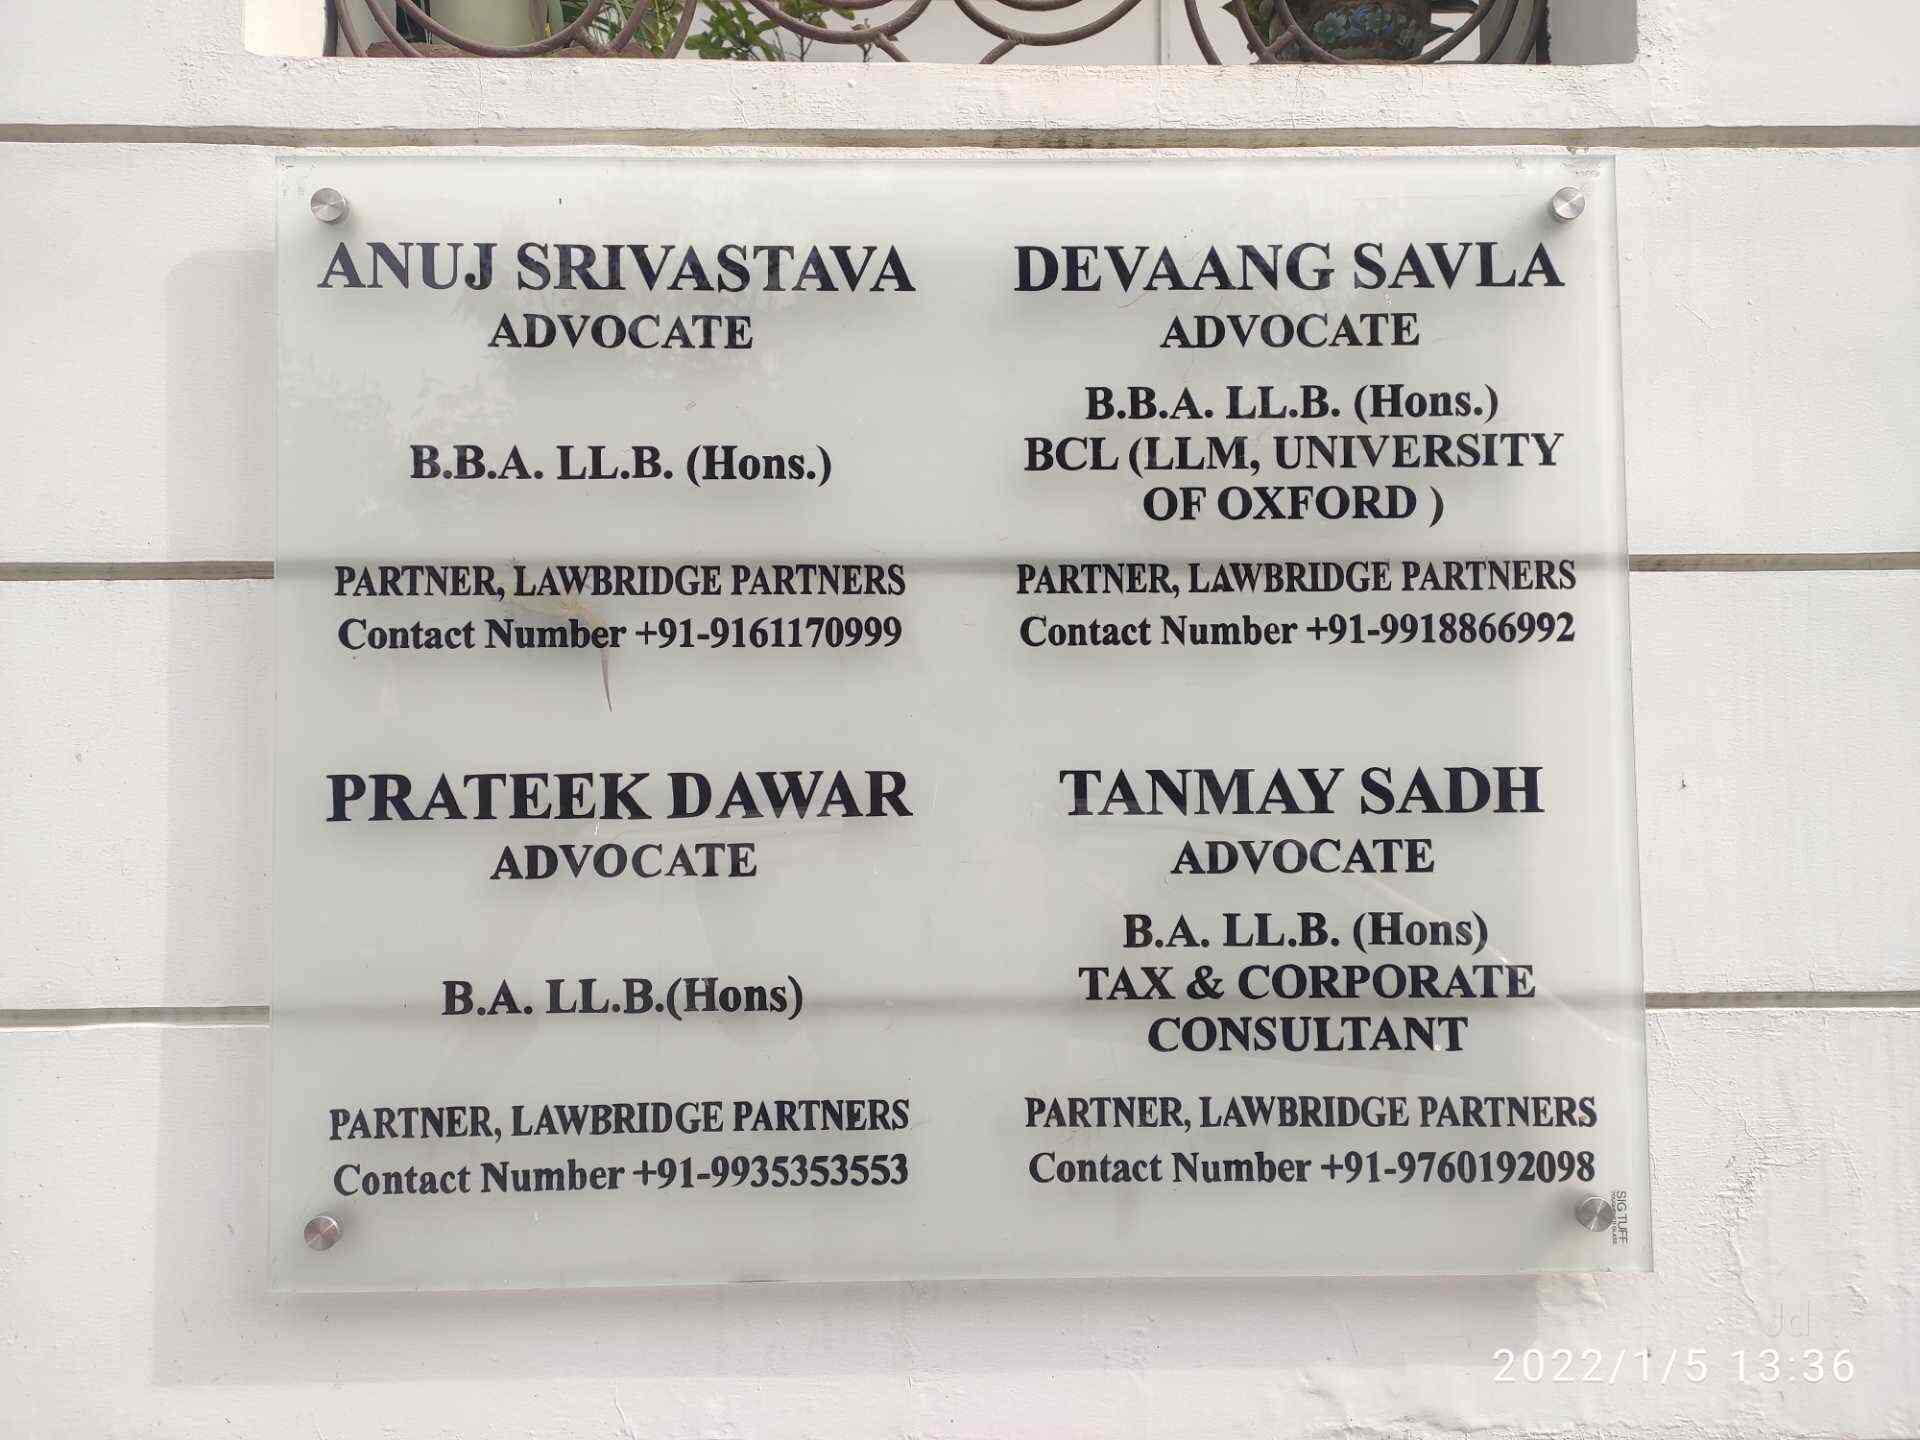 ANUJ SRIVASTAVA
ADVOCATE
B.B.A. LL.B. (Hons.)
PARTNER, LAWBRIDGE PARTNERS
Contact Number +91-9161170999
DEVAANG SAVLA
ADVOCATE
B.B.A. LL.B. (Hons.)
BCL (LLM, UNIVERSITY
OF OXFORD )
PARTNER, LAWBRIDGE PARTNERS
Contact Number +91-9918866992
PRATEEK DAWAR
ADVOCATE
B.A. LL.B.(Hons)
PARTNER, LAWBRIDGE PARTNERS
Contact Number +91-9935353553
TANMAY SADH
ADVOCATE
B.A. LL.B. (Hons)
TAX & CORPORATE
CONSULTANT
PARTNER, LAWBRIDGE PARTNERS
Contact Number +91-9760192098
SIGTUFF
Jd
2022/1/5 13:36